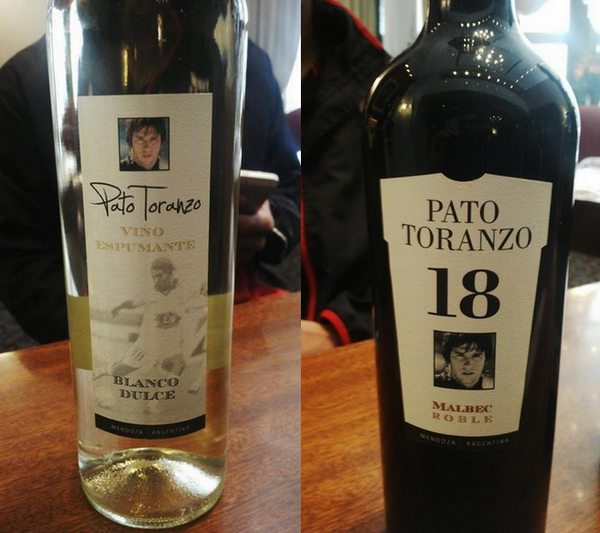 Pato Toranzo
VINO
ESPUMANTE
BLANCO
DULCE
MENDOZA - ARGENTINA
PATO
TORANZO
18
MALBEC
ROBLE
MENDOZA - ARGENTINA